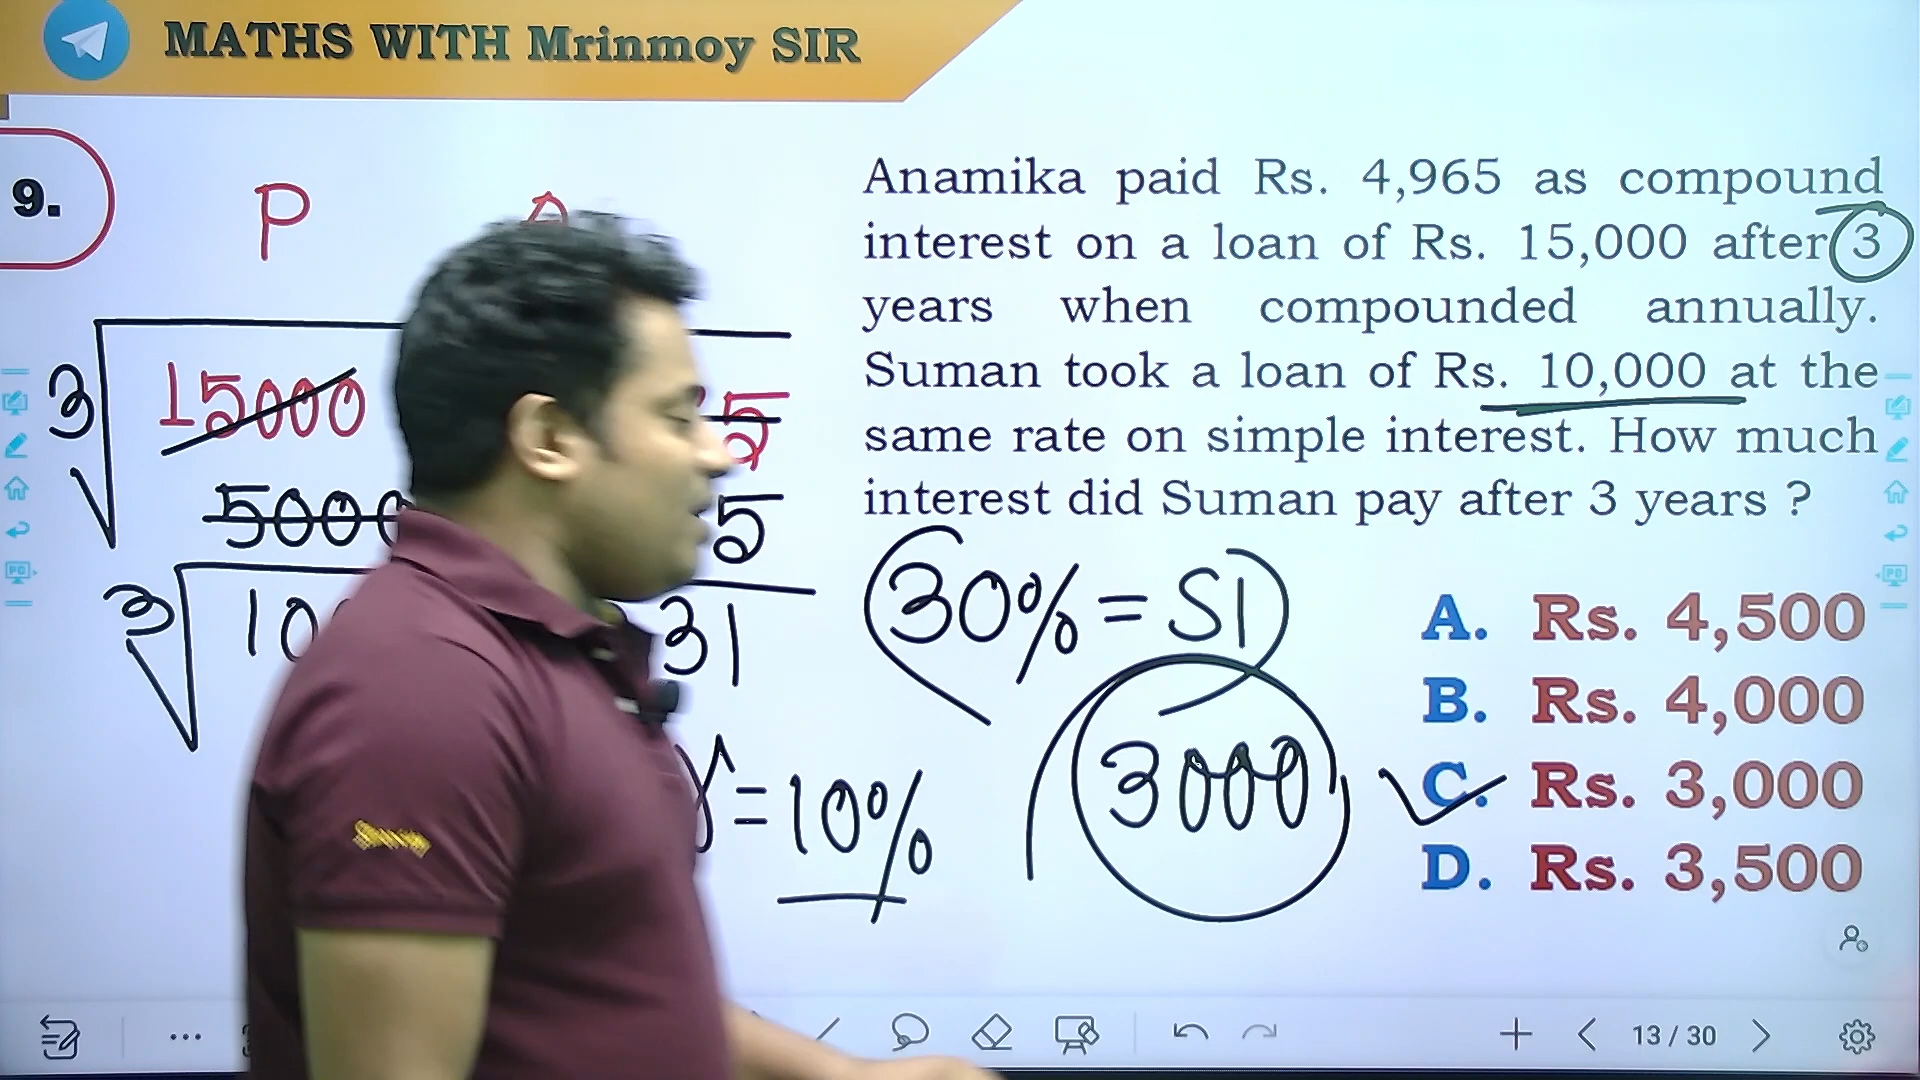 MATHS WITH Mrinmoy SIR
9.
P
Anamika paid Rs. 4,965 as compound
interest on a loan of Rs. 15,000 after 3
years when compounded annually.
Suman took a loan of Rs. 10,000 at the
same rate on simple interest. How much
interest did Suman pay after 3 years ?
3
15000
5
5000
5
3
10
31
30% = SI
3000
r = 10%
A. Rs. 4,500
B. Rs. 4,000
C. Rs. 3,000
D. Rs. 3,500
13 / 30